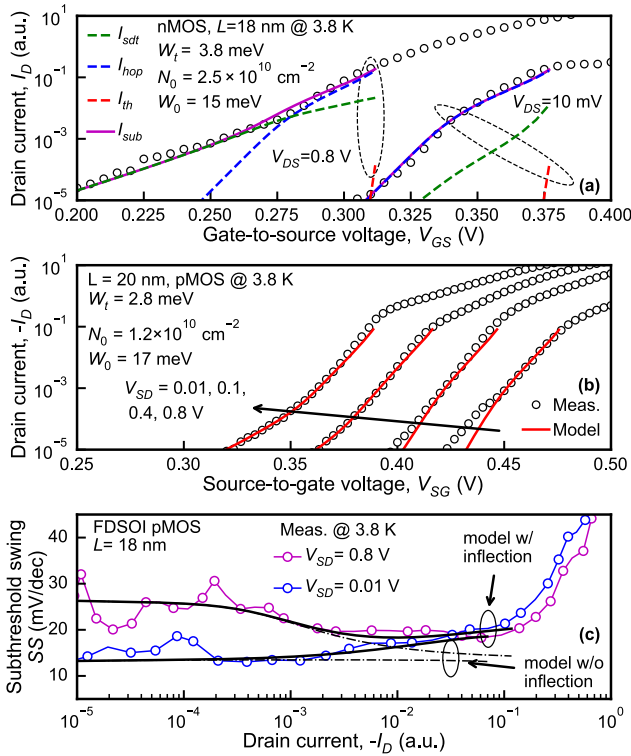 Drain current, I_D (a.u.)
10^1
10^-1
10^-3
10^-5
I_sdt
I_hop
I_th
I_sub
nMOS, L=18 nm @ 3.8 K
W_t = 3.8 meV
N_0 = 2.5 × 10^10 cm^-2
W_0 = 15 meV
V_DS=0.8 V
V_DS=10 mV
(a)
0.200 0.225 0.250 0.275 0.300 0.325 0.350 0.375 0.400
Gate-to-source voltage, V_GS (V)
Drain current, -I_D (a.u.)
10^1
10^-1
10^-3
10^-5
L = 20 nm, pMOS @ 3.8 K
W_t = 2.8 meV
N_0 = 1.2×10^10 cm^-2
W_0 = 17 meV
V_SD = 0.01, 0.1,
0.4, 0.8 V
(b)
Meas.
Model
0.25 0.30 0.35 0.40 0.45 0.50
Source-to-gate voltage, V_SG (V)
Subthreshold swing
SS (mV/dec)
45
40
30
20
10
0
FDSOI pMOS
L= 18 nm
Meas. @ 3.8 K
V_SD= 0.8 V
V_SD= 0.01 V
model w/
inflection
(c)
model w/o
inflection
10^-5 10^-4 10^-3 10^-2 10^-1 10^0
Drain current, -I_D (a.u.)